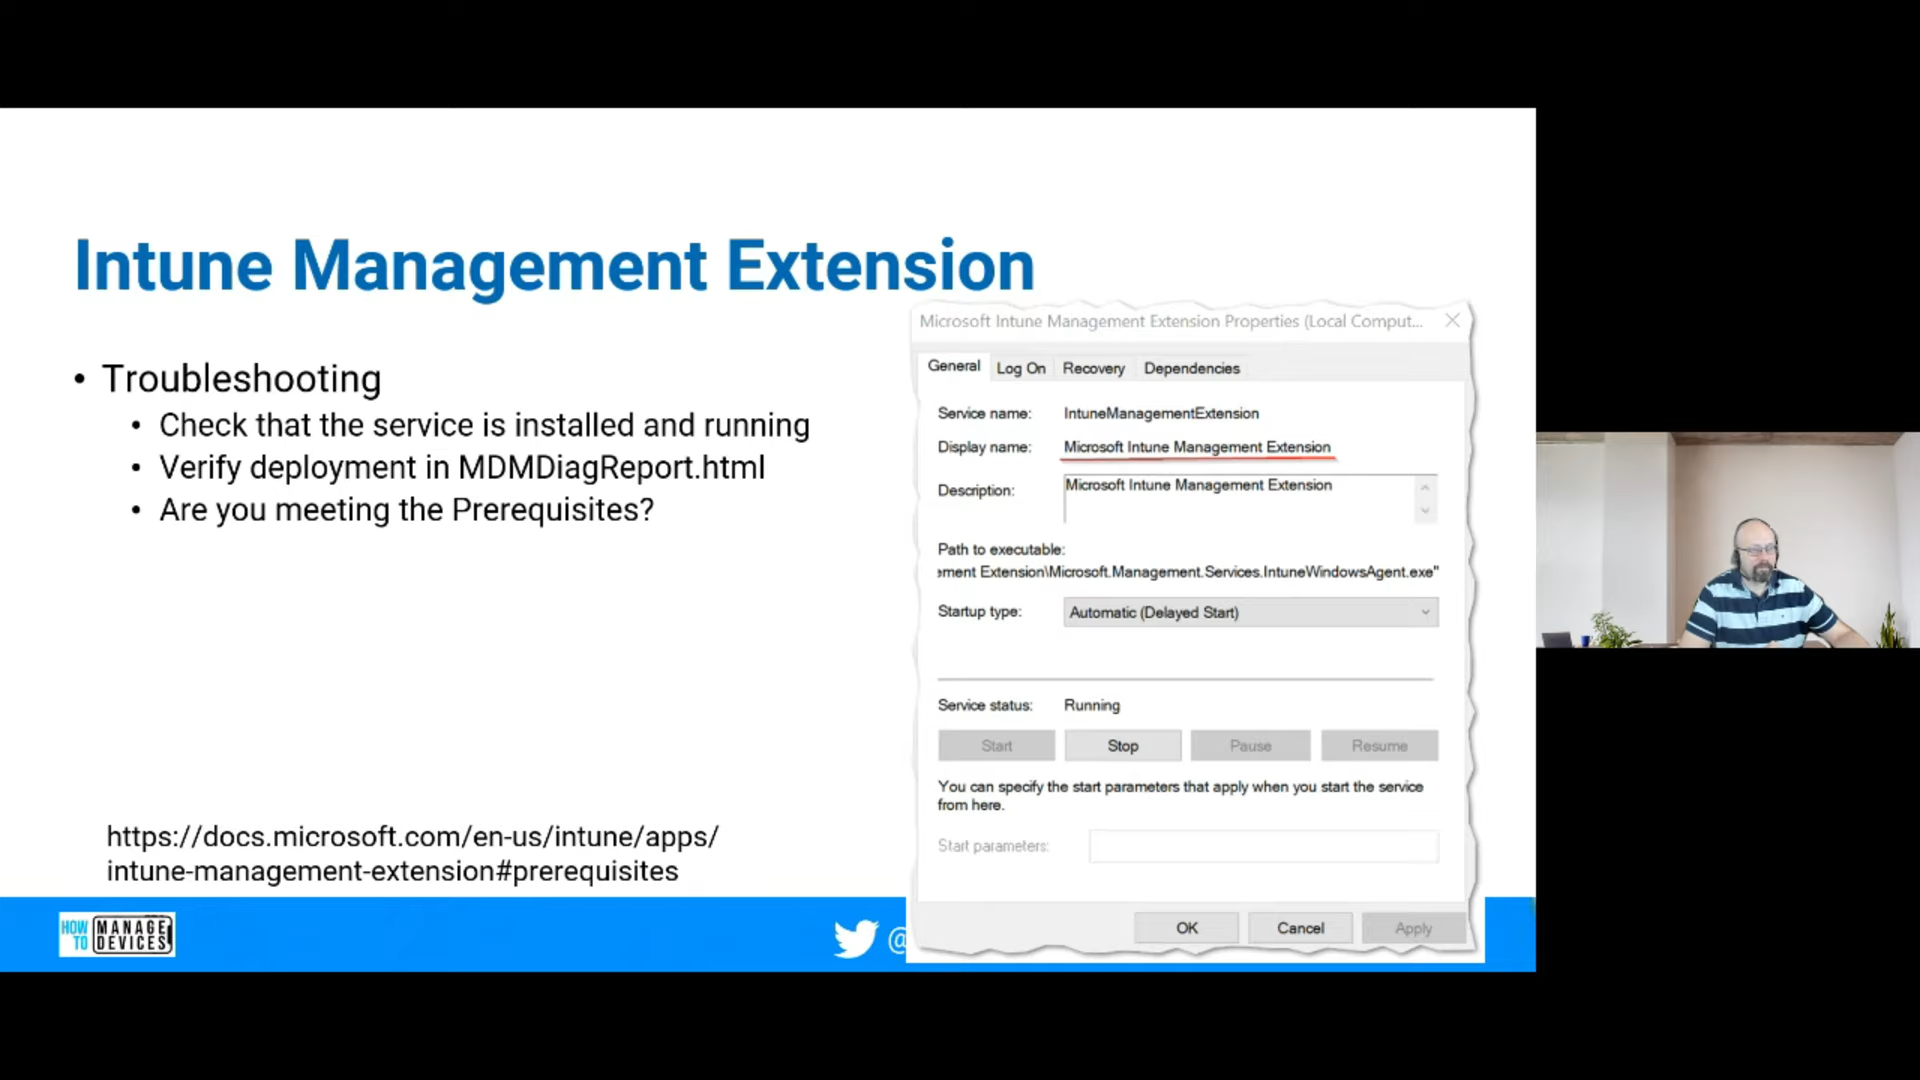 Intune Management Extension
• Troubleshooting
• Check that the service is installed and running
• Verify deployment in MDMDiagReport.html
• Are you meeting the Prerequisites?
https://docs.microsoft.com/en-us/intune/apps/
intune-management-extension#prerequisites
HOW TO MANAGE DEVICES
@
Microsoft Intune Management Extension Properties (Local Comput...
General Log On Recovery Dependencies
Service name: IntuneManagementExtension
Display name: Microsoft Intune Management Extension
Description: Microsoft Intune Management Extension
Path to executable:
ement Extension\Microsoft.Management.Services.IntuneWindowsAgent.exe"
Startup type: Automatic (Delayed Start)
Service status: Running
Start Stop Pause Resume
You can specify the start parameters that apply when you start the service
from here.
Start parameters:
OK Cancel Apply